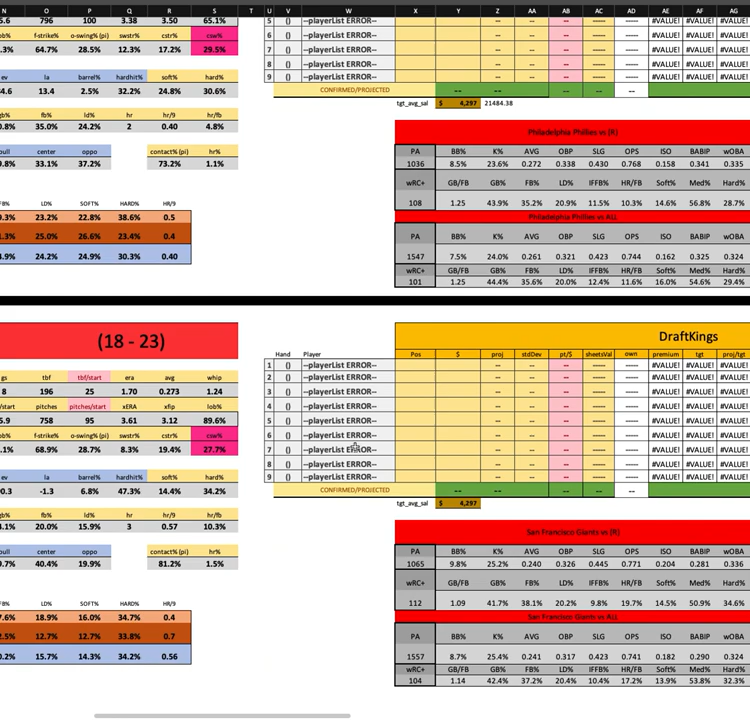 N O P Q R S T U V W X Y Z AA AB AC AD AE AF AG
5.6 796 100 3.38 3.50 65.1% 5 () --playerList ERROR-- -- -- -- ----- ----- #VALUE! #VALUE! #VALUE!
ob% f-strike% o-swing% (pi) swstr% cstr% csw% 6 () --playerList ERROR-- -- -- -- ----- ----- #VALUE! #VALUE! #VALUE!
.3% 64.7% 28.5% 12.3% 17.2% 29.5% 7 () --playerList ERROR-- -- -- -- ----- ----- #VALUE! #VALUE! #VALUE!
8 () --playerList ERROR-- -- -- -- ----- ----- #VALUE! #VALUE! #VALUE!
ev la barrel% hardhit% soft% hard% 9 () --playerList ERROR-- -- -- -- ----- ----- #VALUE! #VALUE! #VALUE!
4.6 13.4 2.5% 32.2% 24.8% 30.6% CONFIRMED/PROJECTED -- -- -- -- --
tgt_avg_sal $ 4,297 21484.38
gb% fb% ld% hr hr/9 hr/fb
0.8% 35.0% 24.2% 2 0.40 4.8%
Philadelphia Phillies vs (R)
pull center oppo contact% (pi) hr%
9.8% 33.1% 37.2% 73.2% 1.1%
PA BB% K% AVG OBP SLG OPS ISO BABIP wOBA
1036 8.5% 23.6% 0.272 0.338 0.430 0.768 0.158 0.341 0.335
wRC+ GB/FB GB% FB% LD% IFFB% HR/FB Soft% Med% Hard%
108 1.25 43.9% 35.2% 20.9% 11.5% 10.3% 14.6% 56.8% 28.7%
FB% LD% SOFT% HARD% HR/9
9.3% 23.2% 22.8% 38.6% 0.5
Philadelphia Phillies vs ALL
.3% 25.0% 26.6% 23.4% 0.4
PA BB% K% AVG OBP SLG OPS ISO BABIP wOBA
4.9% 24.2% 24.9% 30.3% 0.40
1547 7.5% 24.0% 0.261 0.321 0.423 0.744 0.162 0.325 0.324
wRC+ GB/FB GB% FB% LD% IFFB% HR/FB Soft% Med% Hard%
101 1.25 44.4% 35.6% 20.0% 12.4% 11.6% 16.0% 54.6% 29.4%
(18 - 23) DraftKings
Hand Player Pos $ proj stdDev pt/$ sheetsVal own premium tgt proj/tgt
1 () --playerList ERROR-- -- -- -- ----- ----- #VALUE! #VALUE! #VALUE!
gs tbf tbf/start era avg whip 2 () --playerList ERROR-- -- -- -- ----- ----- #VALUE! #VALUE! #VALUE!
8 196 25 1.70 0.273 1.24 3 () --playerList ERROR-- -- -- -- ----- ----- #VALUE! #VALUE! #VALUE!
/start pitches pitches/start xERA xfip lob% 4 () --playerList ERROR-- -- -- -- ----- ----- #VALUE! #VALUE! #VALUE!
5.9 758 95 3.61 3.12 89.6% 5 () --playerList ERROR-- -- -- -- ----- ----- #VALUE! #VALUE! #VALUE!
ob% f-strike% o-swing% (pi) swstr% cstr% csw% 6 () --playerList ERROR-- -- -- -- ----- ----- #VALUE! #VALUE! #VALUE!
.1% 68.9% 28.7% 8.3% 19.4% 27.7% 7 () --playerList ERROR-- -- -- -- ----- ----- #VALUE! #VALUE! #VALUE!
8 () --playerList ERROR-- -- -- -- ----- ----- #VALUE! #VALUE! #VALUE!
ev la barrel% hardhit% soft% hard% 9 () --playerList ERROR-- -- -- -- ----- ----- #VALUE! #VALUE! #VALUE!
0.3 -1.3 6.8% 47.3% 14.4% 34.2% CONFIRMED/PROJECTED -- -- -- -- --
tgt_avg_sal $ 4,297
gb% fb% ld% hr hr/9 hr/fb
4.1% 20.0% 15.9% 3 0.57 10.3%
San Francisco Giants vs (R)
pull center oppo contact% (pi) hr%
9.7% 40.4% 19.9% 81.2% 1.5%
PA BB% K% AVG OBP SLG OPS ISO BABIP wOBA
1065 9.8% 25.2% 0.240 0.326 0.445 0.771 0.204 0.281 0.336
wRC+ GB/FB GB% FB% LD% IFFB% HR/FB Soft% Med% Hard%
112 1.09 41.7% 38.1% 20.2% 9.8% 19.7% 14.5% 50.9% 34.6%
FB% LD% SOFT% HARD% HR/9
7.6% 18.9% 16.0% 34.7% 0.4
San Francisco Giants vs ALL
2.5% 12.7% 12.7% 33.8% 0.7
PA BB% K% AVG OBP SLG OPS ISO BABIP wOBA
0.2% 15.7% 14.3% 34.2% 0.56
1557 8.7% 25.4% 0.241 0.317 0.423 0.741 0.182 0.290 0.324
wRC+ GB/FB GB% FB% LD% IFFB% HR/FB Soft% Med% Hard%
104 1.14 42.4% 37.2% 20.4% 10.4% 17.2% 13.9% 53.8% 32.3%